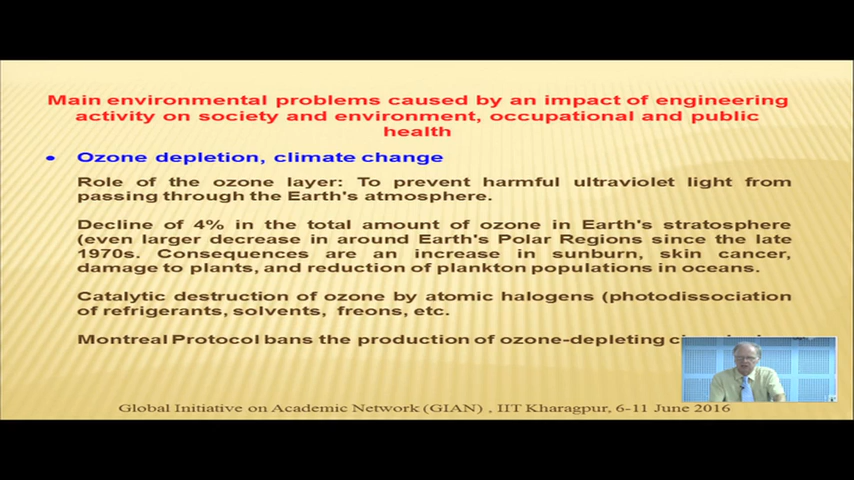 Main environmental problems caused by an impact of engineering
activity on society and environment, occupational and public
health
• Ozone depletion, climate change
Role of the ozone layer: To prevent harmful ultraviolet light from
passing through the Earth's atmosphere.
Decline of 4% in the total amount of ozone in Earth's stratosphere
(even larger decrease in around Earth's Polar Regions since the late
1970s. Consequences are an increase in sunburn, skin cancer,
damage to plants, and reduction of plankton populations in oceans.
Catalytic destruction of ozone by atomic halogens (photodissociation
of refrigerants, solvents, freons, etc.
Montreal Protocol bans the production of ozone-depleting
Global Initiative on Academic Network (GIAN) , IIT Kharagpur, 6-11 June 2016